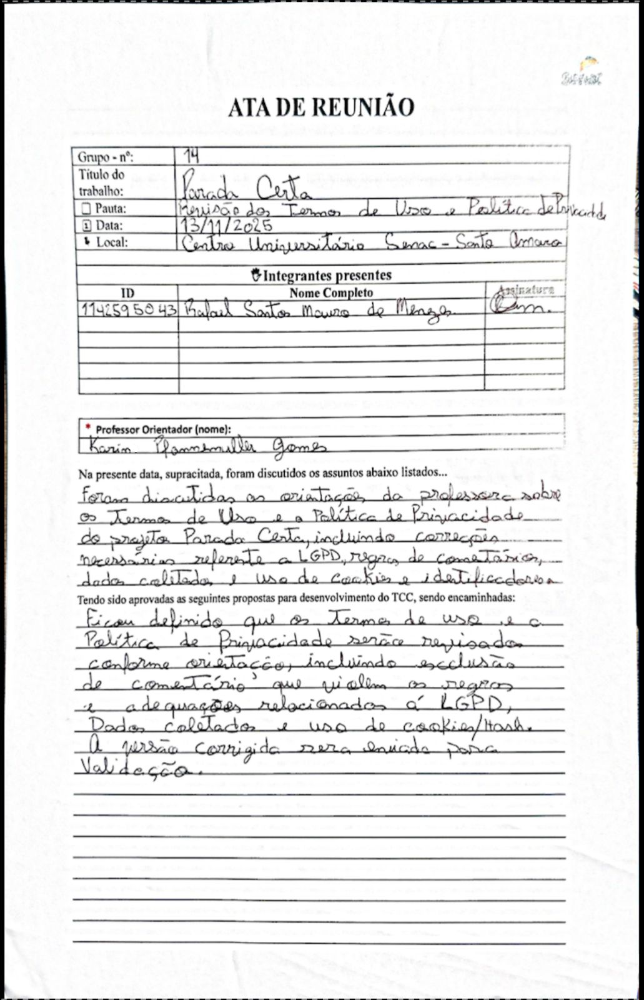 ATA DE REUNIÃO
Grupo - nº: 14
Título do trabalho: Parada Certa
Pauta: Revisão dos Termos de Uso e Política de Privacidade
Data: 13/11/2025
Local: Centro Universitário Senac - Santo Amaro
Integrantes presentes
ID Nome Completo Assinatura
1142595043 Rafael Santos Mauro de Menezes
* Professor Orientador (nome):
Karin Pfannemuller Gomes
Na presente data, supracitada, foram discutidos os assuntos abaixo listados...
Foram discutidas as orientações da professora sobre
os Termos de Uso e a Política de Privacidade
do projeto Parada Certa, incluindo correções
necessárias referente a LGPD, regras de cometários,
dados coletados e uso de cookies e identificadores.
Tendo sido aprovadas as seguintes propostas para desenvolvimento do TCC, sendo encaminhadas:
Ficou definido que os Termos de uso e a
Política de Privacidade serão revisados
conforme orientação, incluindo excclusão
de comentário que violem as regras
e adequações relacionados á LGPD,
Dados coletados e uso de cookies/Hash.
A versão corrigida sera enviada para
Validação.